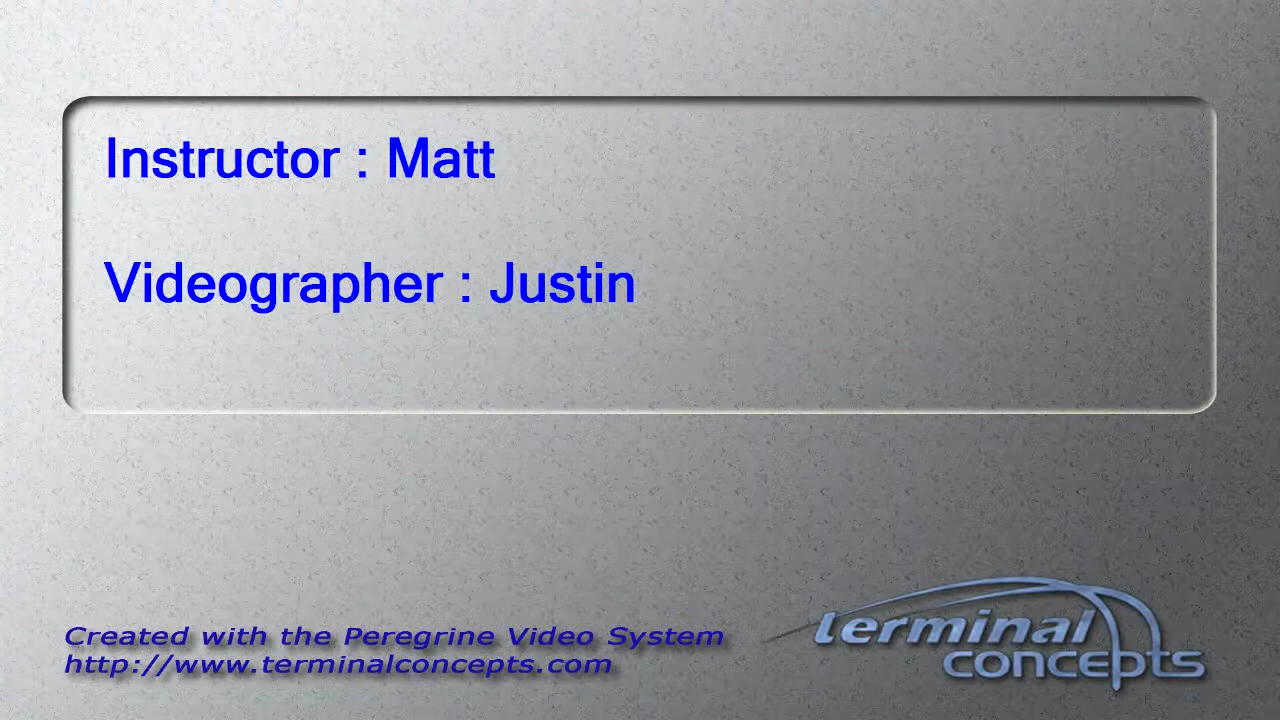 Instructor : Matt
Videographer : Justin
Created with the Peregrine Video System
http://www.terminalconcepts.com
terminal
concepts